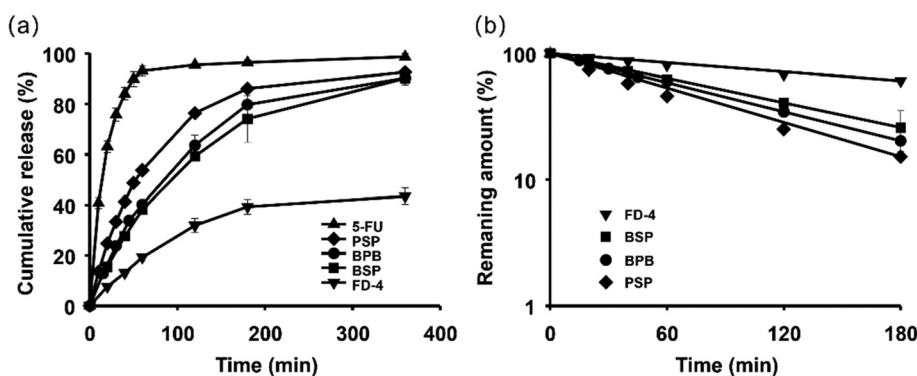 (a)
Cumulative release (%)
100
80
60
40
20
0
0
100
200
300
400
Time (min)
5-FU
PSP
BPB
BSP
FD-4
(b)
Remaning amount (%)
100
10
1
0
60
120
180
Time (min)
FD-4
BSP
BPB
PSP